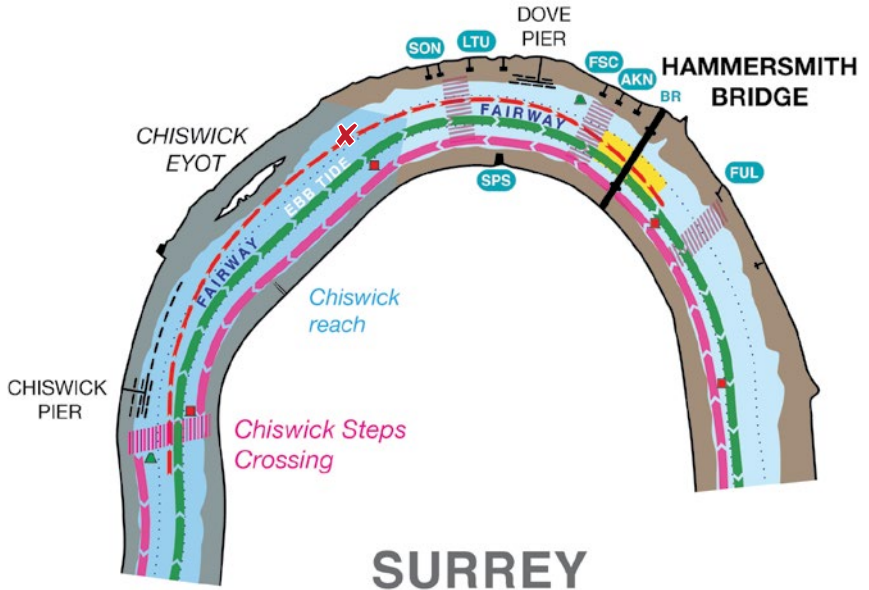 DOVE
PIER
SON
LTU
FSC
AKN
BR
HAMMERSMITH
BRIDGE
FAIRWAY
CHISWICK
EYOT
EBB TIDE
SPS
FUL
FAIRWAY
Chiswick
reach
CHISWICK
PIER
Chiswick Steps
Crossing
SURREY